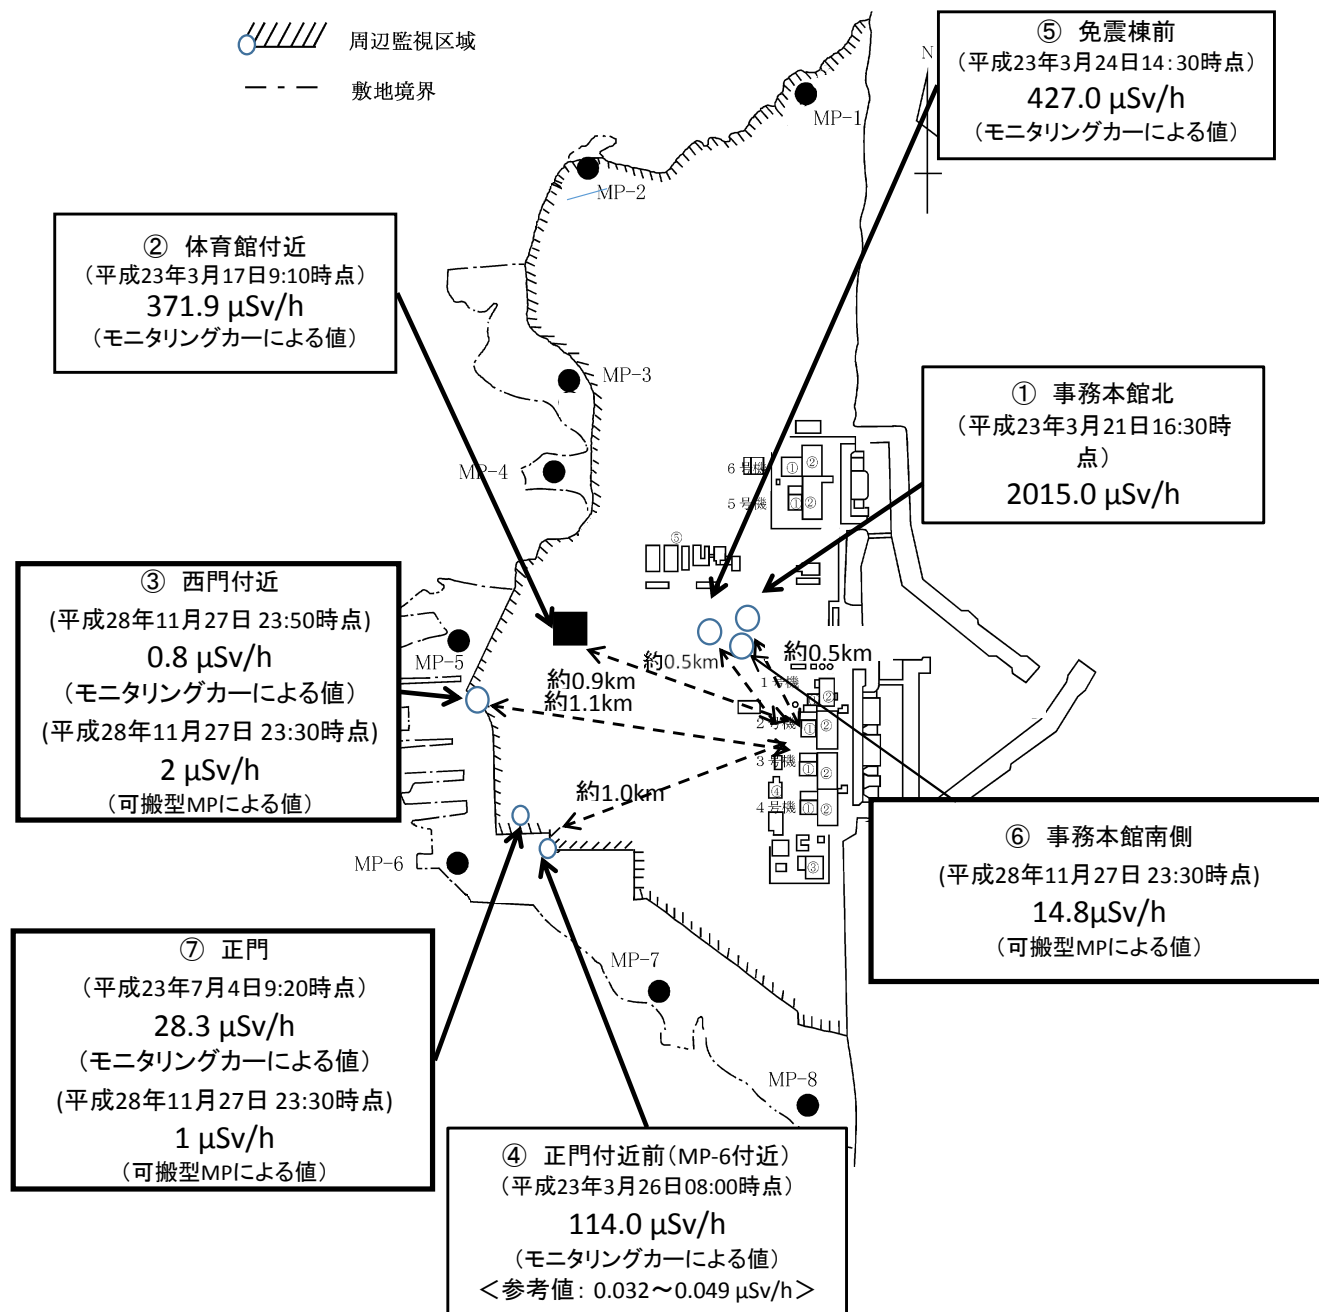 周辺監視区域
敷地境界
⑤ 免震棟前
（平成23年3月24日14:30時点）
427.0 μSv/h
（モニタリングカーによる値）
N
MP-1
MP-2
② 体育館付近
（平成23年3月17日9:10時点）
371.9 μSv/h
（モニタリングカーによる値）
MP-3
① 事務本館北
（平成23年3月21日16:30時
点）
2015.0 μSv/h
MP-4
6号機
①
②
5号機
①
②
⑤
③ 西門付近
(平成28年11月27日 23:50時点)
0.8 μSv/h
（モニタリングカーによる値）
(平成28年11月27日 23:30時点)
2 μSv/h
（可搬型MPによる値）
MP-5
約0.5km
約0.5km
約0.9km
約1.1km
1号機
②
2号機
①
②
3号機
①
②
約1.0km
④
4号機
①
②
③
MP-6
⑥ 事務本館南側
(平成28年11月27日 23:30時点)
14.8μSv/h
（可搬型MPによる値）
⑦ 正門
（平成23年7月4日9:20時点）
28.3 μSv/h
（モニタリングカーによる値）
(平成28年11月27日 23:30時点)
1 μSv/h
（可搬型MPによる値）
MP-7
MP-8
④ 正門付近前（MP-6付近）
（平成23年3月26日08:00時点）
114.0 μSv/h
（モニタリングカーによる値）
＜参考値: 0.032～0.049 μSv/h＞